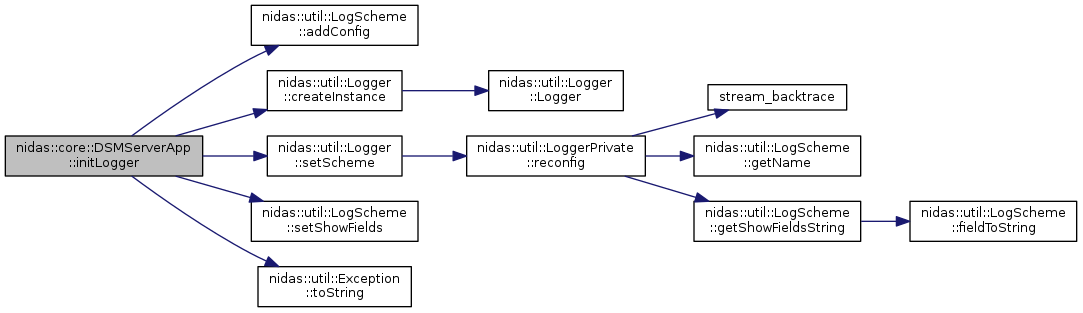 nidas::core::DSMServerApp
::initLogger
nidas::util::LogScheme
::addConfig
nidas::util::Logger
::createInstance
nidas::util::Logger
::Logger
nidas::util::Logger
::setScheme
nidas::util::LoggerPrivate
::reconfig
stream_backtrace
nidas::util::LogScheme
::getName
nidas::util::LogScheme
::getShowFieldsString
nidas::util::LogScheme
::fieldToString
nidas::util::LogScheme
::setShowFields
nidas::util::Exception
::toString